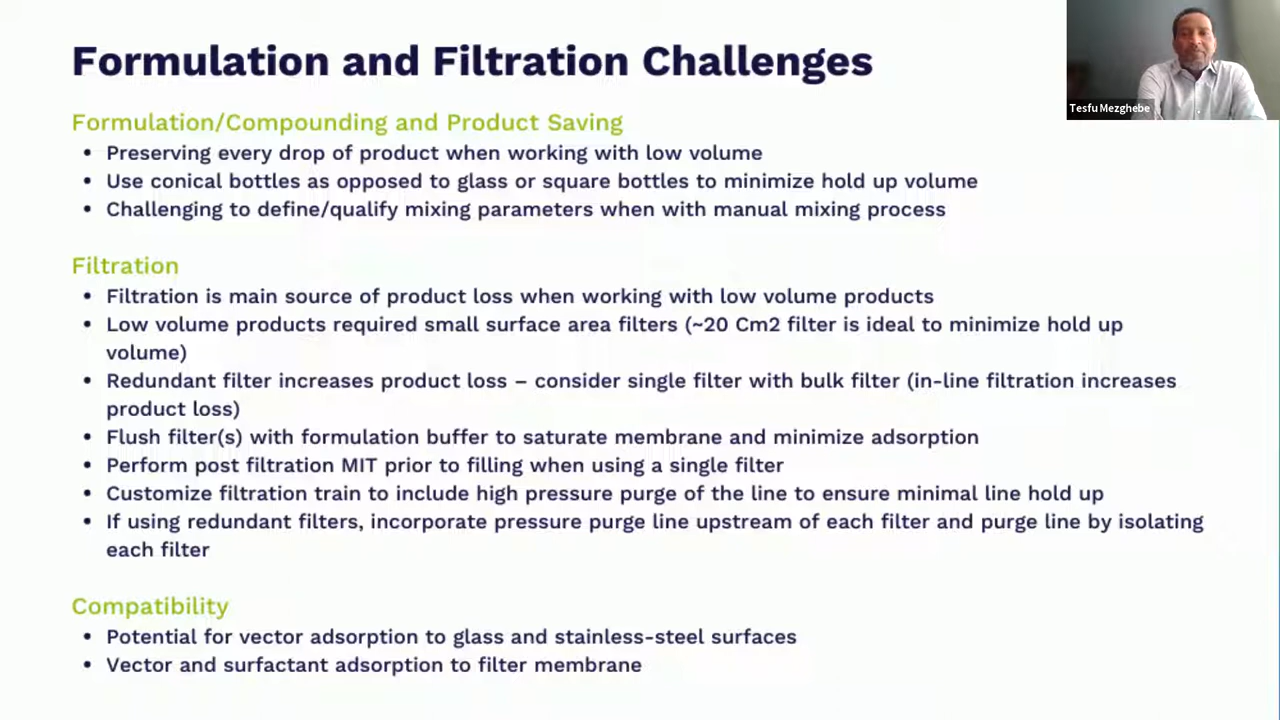 Formulation and Filtration Challenges
Tesfu Mezghebe
Formulation/Compounding and Product Saving
• Preserving every drop of product when working with low volume
• Use conical bottles as opposed to glass or square bottles to minimize hold up volume
• Challenging to define/qualify mixing parameters when with manual mixing process
Filtration
• Filtration is main source of product loss when working with low volume products
• Low volume products required small surface area filters (~20 Cm2 filter is ideal to minimize hold up
volume)
• Redundant filter increases product loss – consider single filter with bulk filter (in-line filtration increases
product loss)
• Flush filter(s) with formulation buffer to saturate membrane and minimize adsorption
• Perform post filtration MIT prior to filling when using a single filter
• Customize filtration train to include high pressure purge of the line to ensure minimal line hold up
• If using redundant filters, incorporate pressure purge line upstream of each filter and purge line by isolating
each filter
Compatibility
• Potential for vector adsorption to glass and stainless-steel surfaces
• Vector and surfactant adsorption to filter membrane